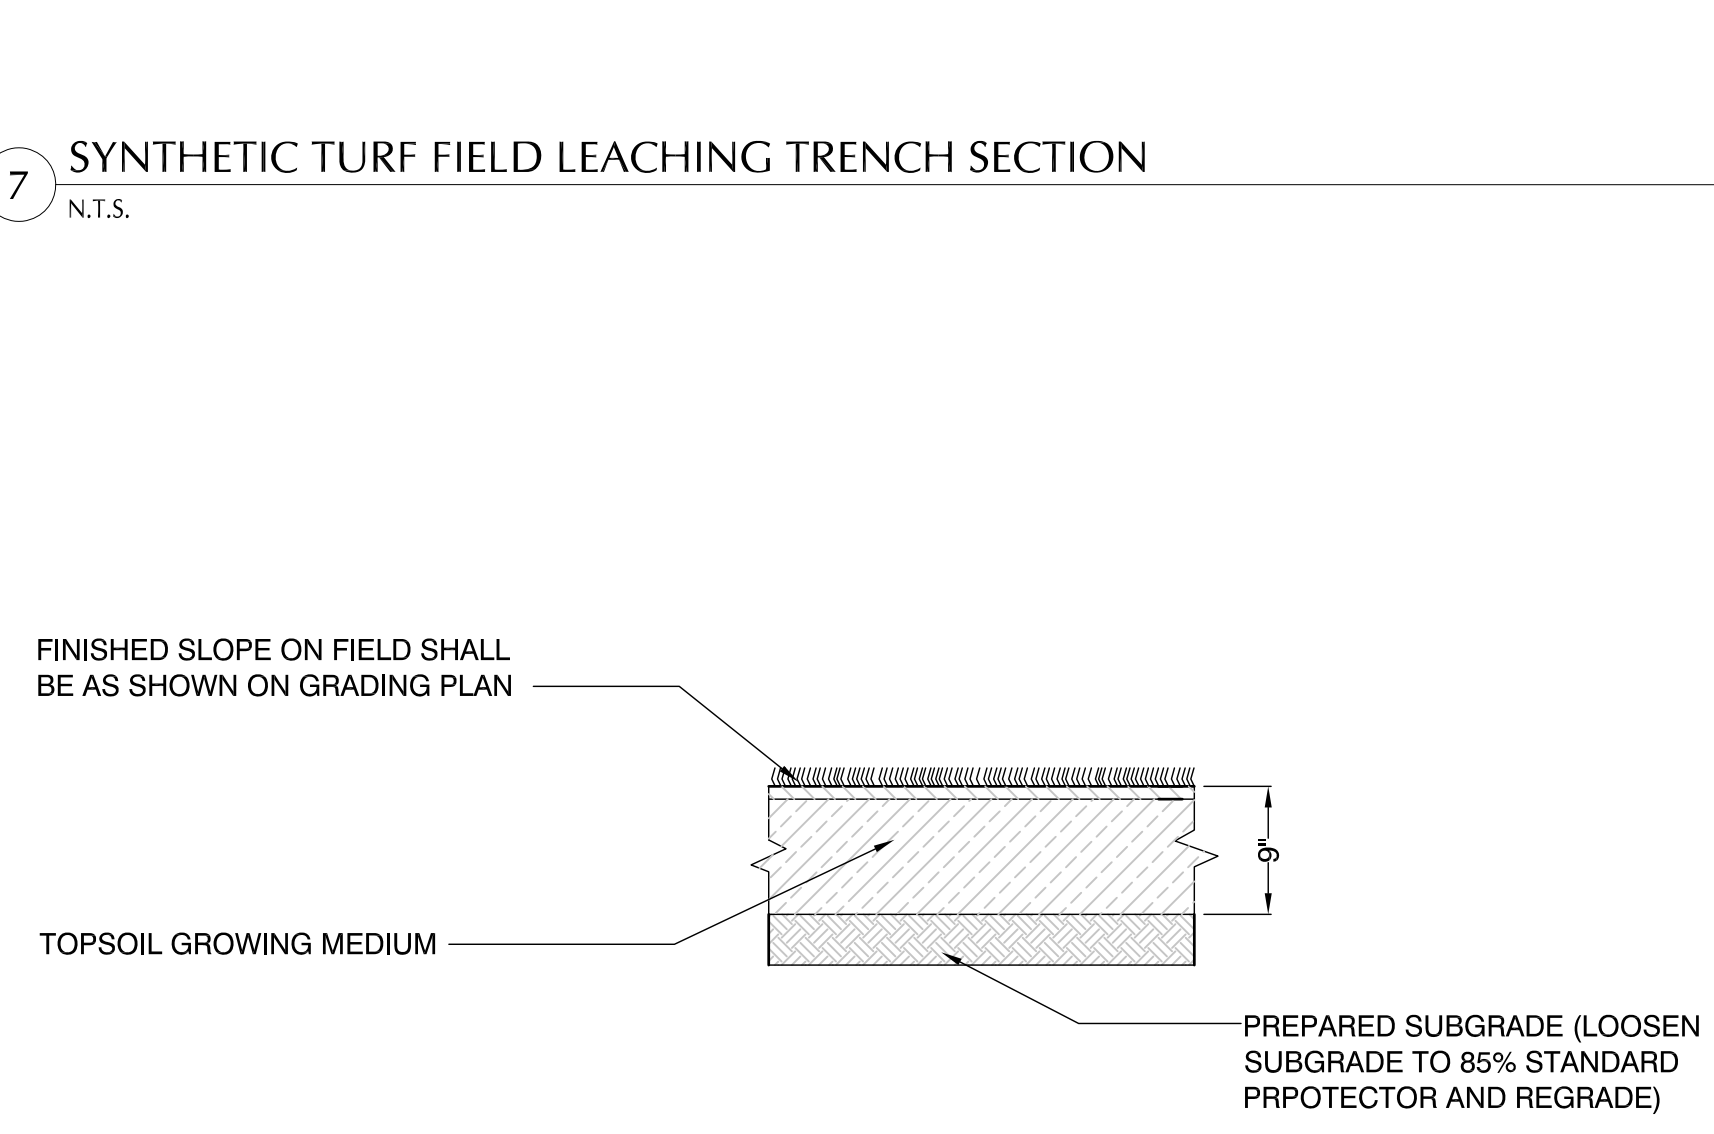 7
SYNTHETIC TURF FIELD LEACHING TRENCH SECTION
N.T.S.
FINISHED SLOPE ON FIELD SHALL
BE AS SHOWN ON GRADING PLAN
9"
TOPSOIL GROWING MEDIUM
PREPARED SUBGRADE (LOOSEN
SUBGRADE TO 85% STANDARD
PRPOTECTOR AND REGRADE)